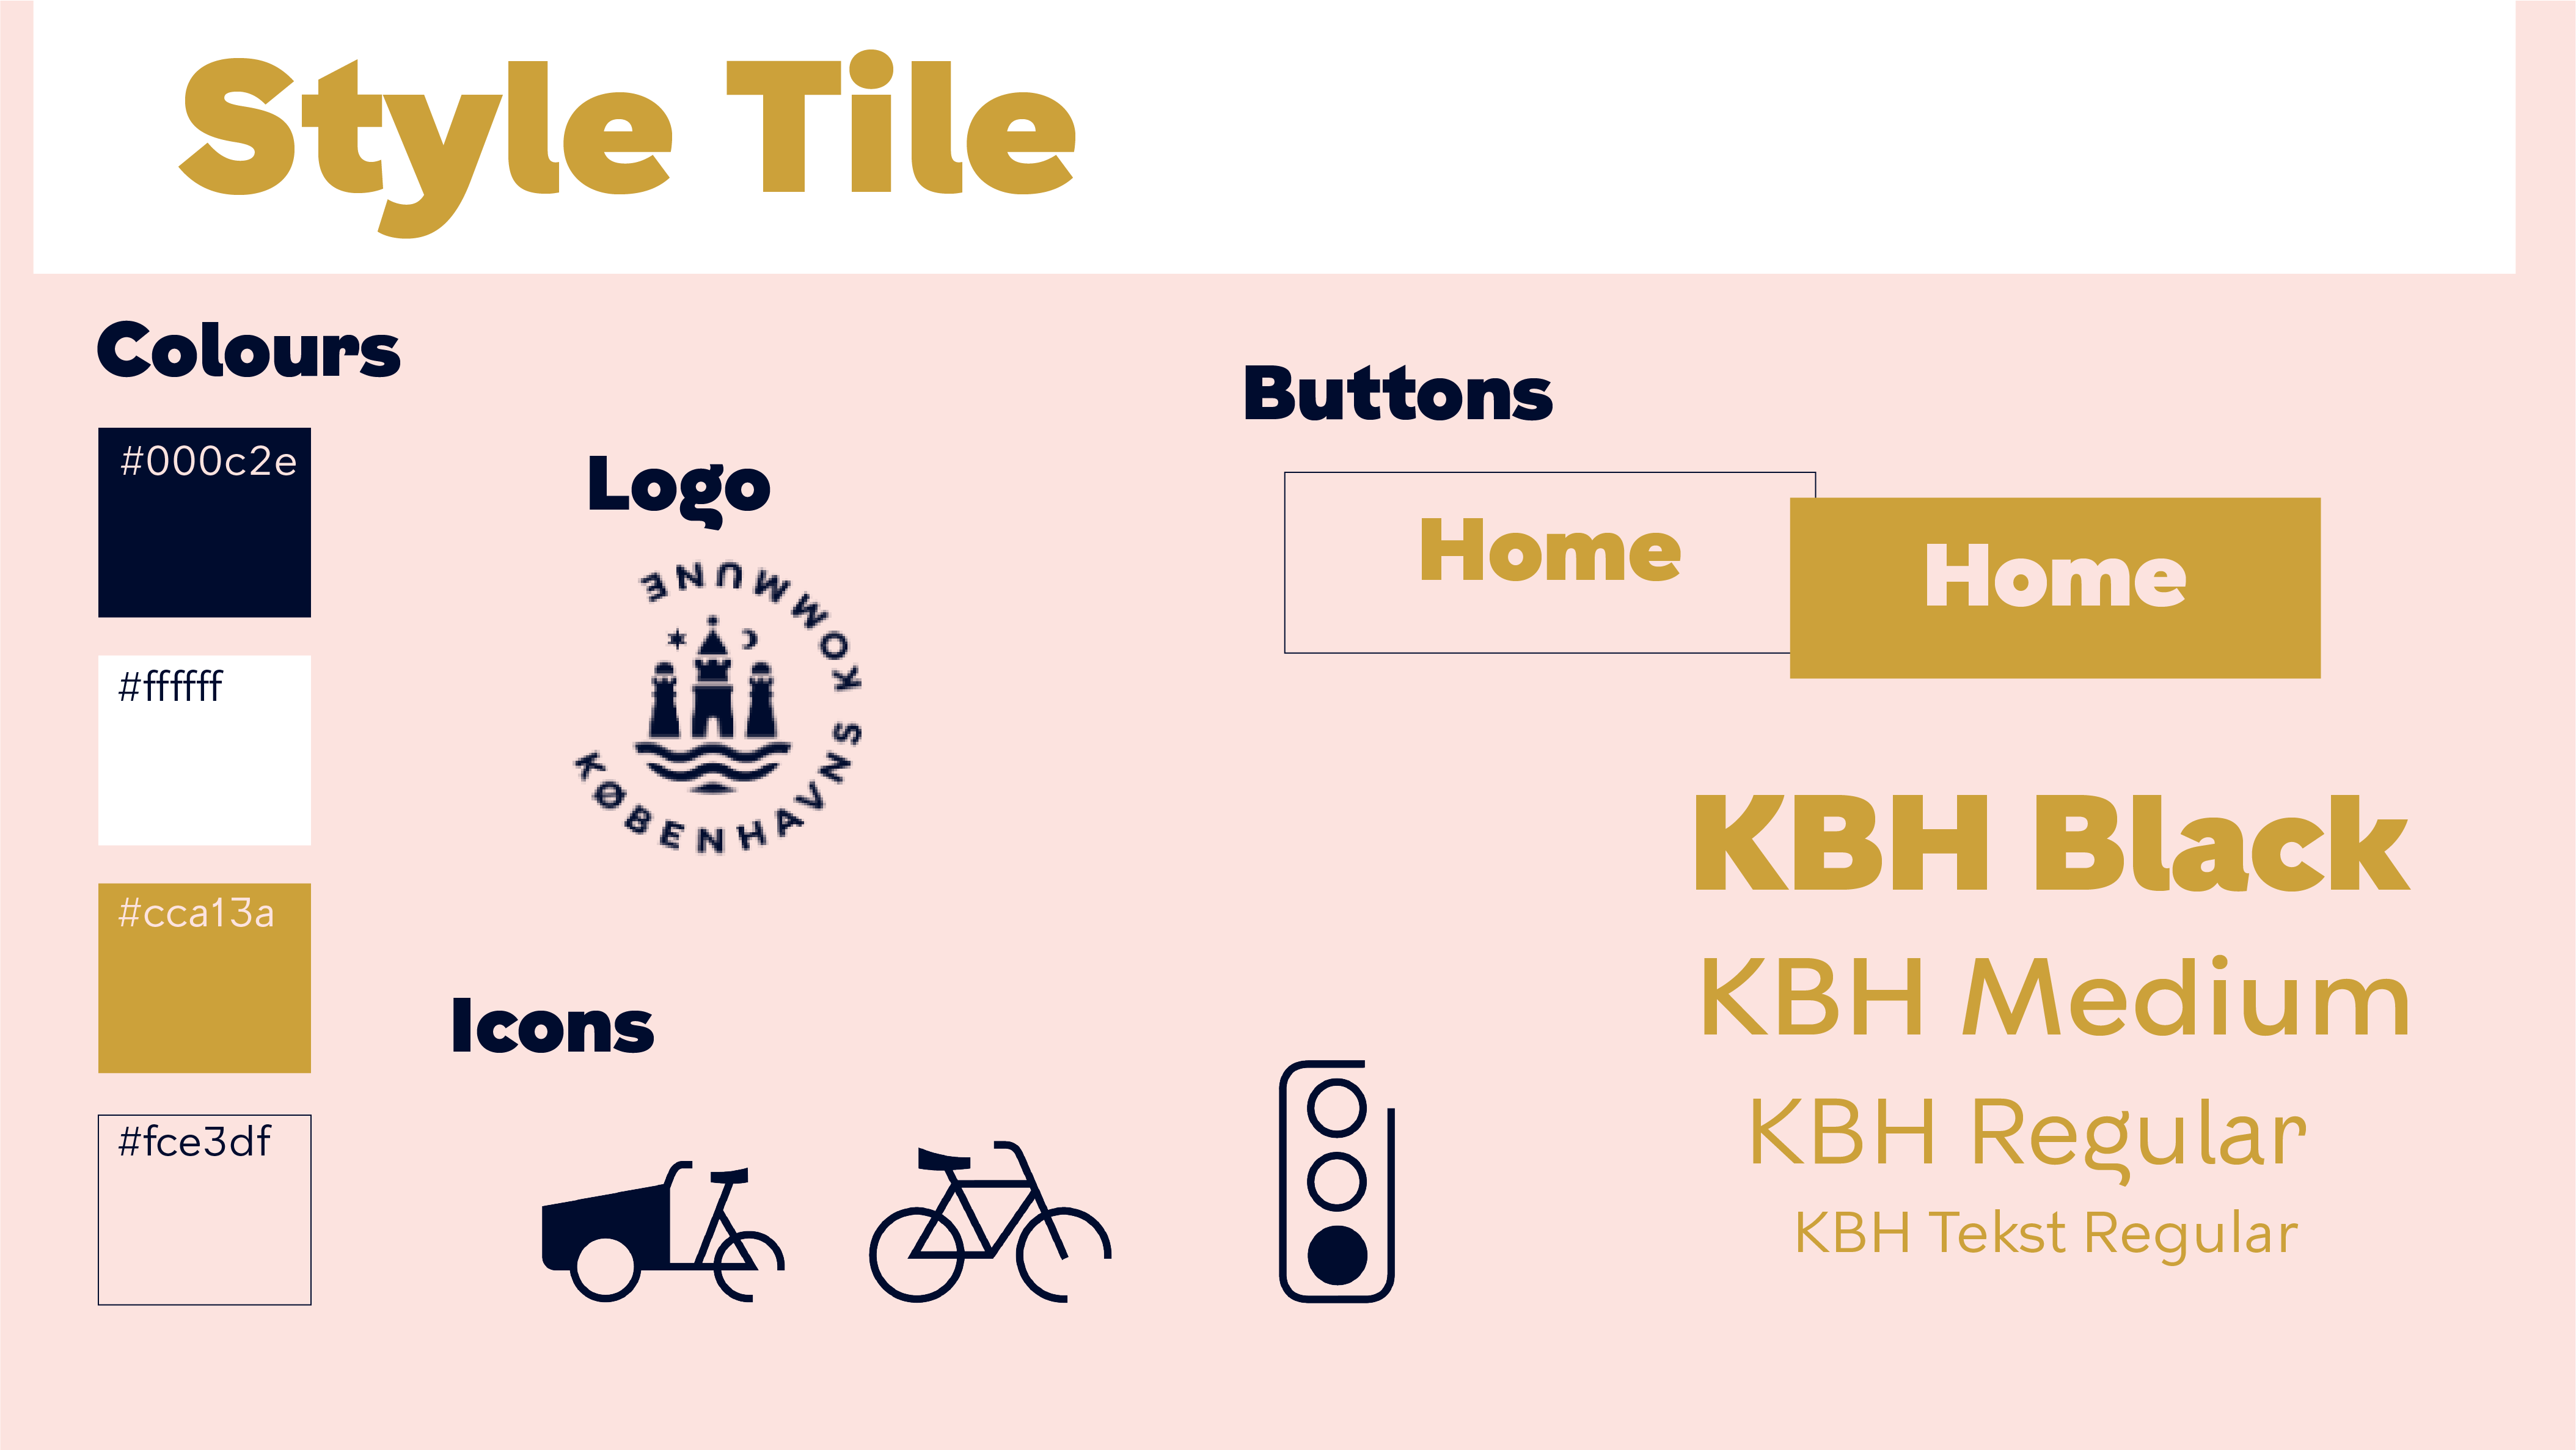 Style Tile
Colours
#000c2e
#ffffff
#cca13a
#fce3df
Logo
KØBENHAVNS KOMMUNE
Icons
Buttons
Home
Home
KBH Black
KBH Medium
KBH Regular
KBH Tekst Regular